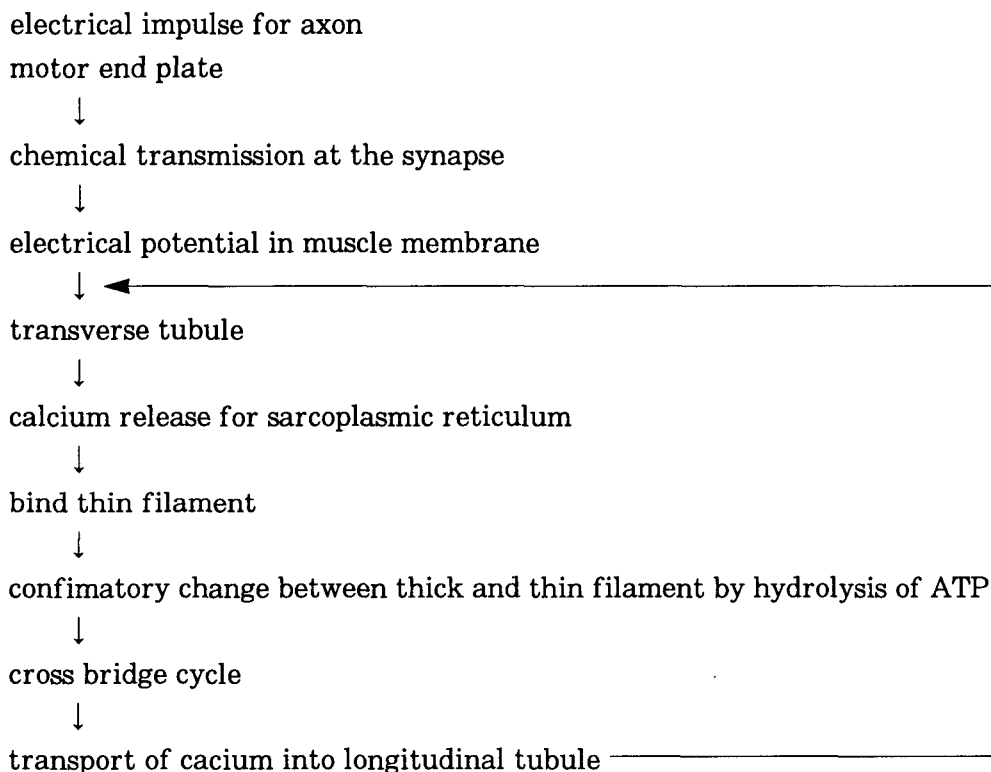 electrical impulse for axon
motor end plate
↓
chemical transmission at the synapse
↓
electrical potential in muscle membrane
↓
transverse tubule
↓
calcium release for sarcoplasmic reticulum
↓
bind thin filament
↓
confimatory change between thick and thin filament by hydrolysis of ATP
↓
cross bridge cycle
↓
transport of cacium into longitudinal tubule